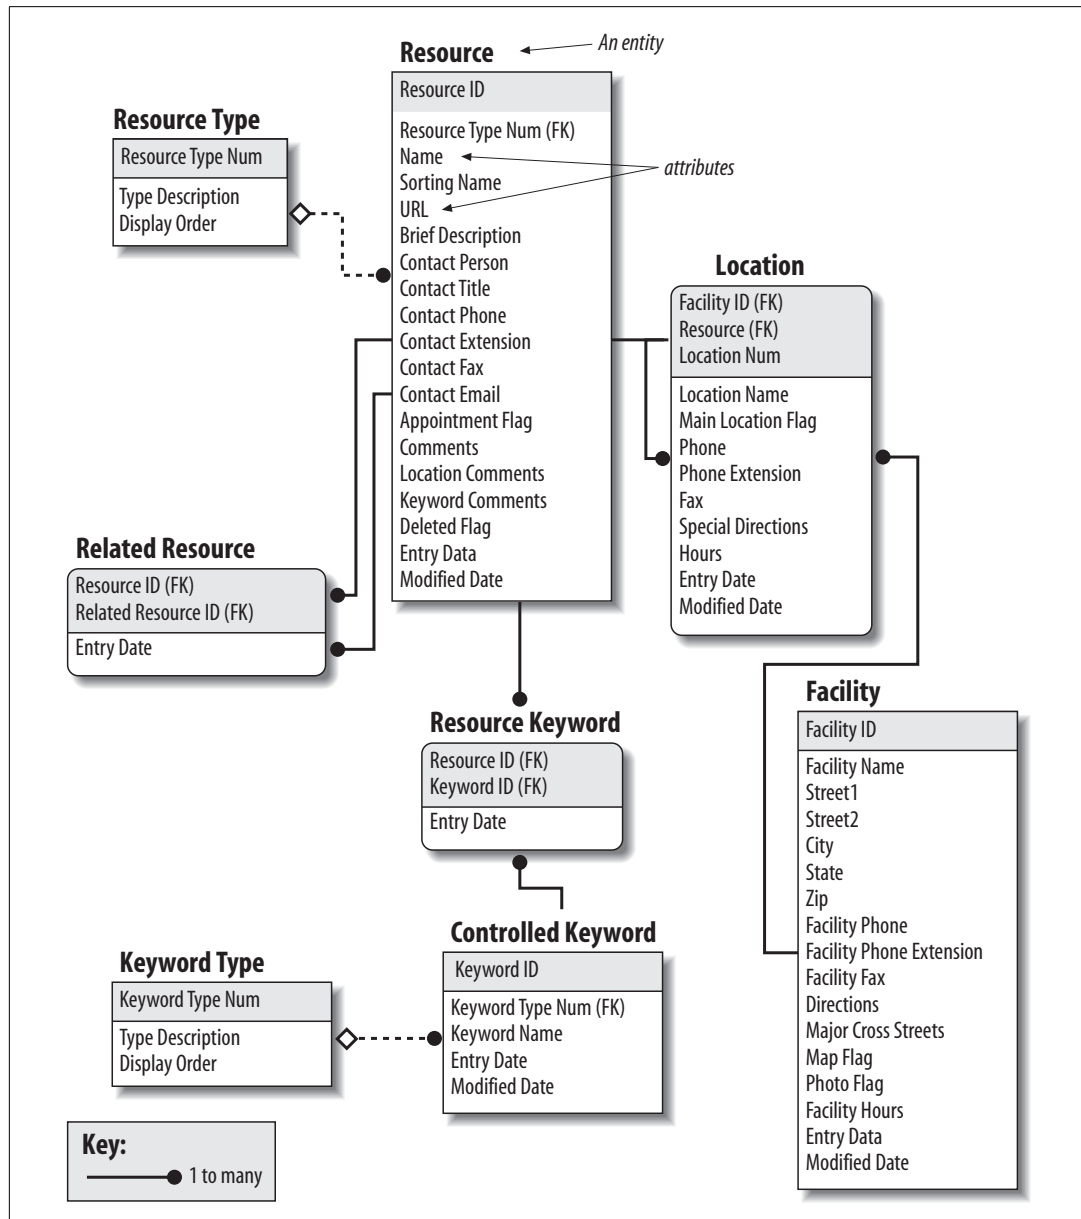 Resource
An entity
Resource ID
Resource Type Num (FK)
Name
Sorting Name
URL
Brief Description
Contact Person
Contact Title
Contact Phone
Contact Extension
Contact Fax
Contact Email
Appointment Flag
Comments
Location Comments
Keyword Comments
Deleted Flag
Entry Data
Modified Date
attributes
Resource Type
Resource Type Num
Type Description
Display Order
Location
Facility ID (FK)
Resource (FK)
Location Num
Location Name
Main Location Flag
Phone
Phone Extension
Fax
Special Directions
Hours
Entry Date
Modified Date
Related Resource
Resource ID (FK)
Related Resource ID (FK)
Entry Date
Resource Keyword
Resource ID (FK)
Keyword ID (FK)
Entry Date
Facility
Facility ID
Facility Name
Street1
Street2
City
State
Zip
Facility Phone
Facility Phone Extension
Facility Fax
Directions
Major Cross Streets
Map Flag
Photo Flag
Facility Hours
Entry Data
Modified Date
Controlled Keyword
Keyword ID
Keyword Type Num (FK)
Keyword Name
Entry Date
Modified Date
Keyword Type
Keyword Type Num
Type Description
Display Order
Key:
1 to many